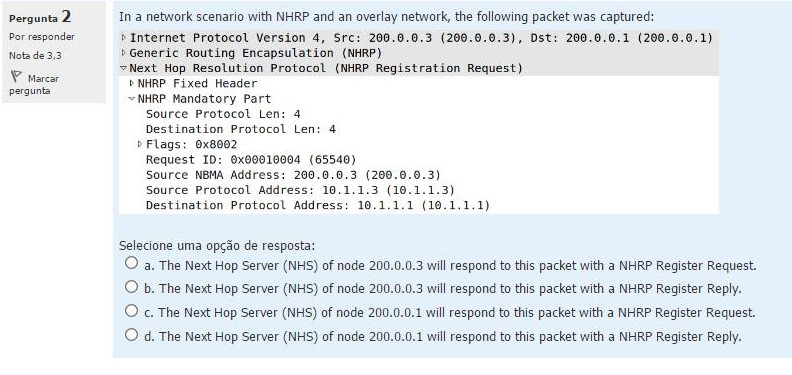 Pergunta 2
Por responder
Nota de 3,3
Marcar
pergunta
In a network scenario with NHRP and an overlay network, the following packet was captured:
Internet Protocol Version 4, Src: 200.0.0.3 (200.0.0.3), Dst: 200.0.0.1 (200.0.0.1)
Generic Routing Encapsulation (NHRP)
Next Hop Resolution Protocol (NHRP Registration Request)
NHRP Fixed Header
NHRP Mandatory Part
Source Protocol Len: 4
Destination Protocol Len: 4
Flags: 0x8002
Request ID: 0x00010004 (65540)
Source NBMA Address: 200.0.0.3 (200.0.0.3)
Source Protocol Address: 10.1.1.3 (10.1.1.3)
Destination Protocol Address: 10.1.1.1 (10.1.1.1)
Selecione uma opção de resposta:
a. The Next Hop Server (NHS) of node 200.0.0.3 will respond to this packet with a NHRP Register Request.
b. The Next Hop Server (NHS) of node 200.0.0.3 will respond to this packet with a NHRP Register Reply.
c. The Next Hop Server (NHS) of node 200.0.0.1 will respond to this packet with a NHRP Register Request.
d. The Next Hop Server (NHS) of node 200.0.0.1 will respond to this packet with a NHRP Register Reply.